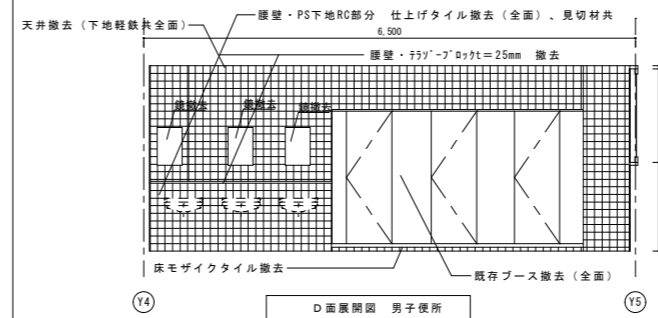 腰壁・PS下地RC部分　仕上げタイル撤去（全面）、見切材共
天井撤去（下地軽鉄共全面）
6,500
腰壁・ﾃﾗｿﾞｰﾌﾞﾛｯｸt＝25mm　撤去
鏡撤去
鏡撤去
鏡撤去
床モザイクタイル撤去
既存ブース撤去（全面）
Y4
Y5
D面展開図　男子便所